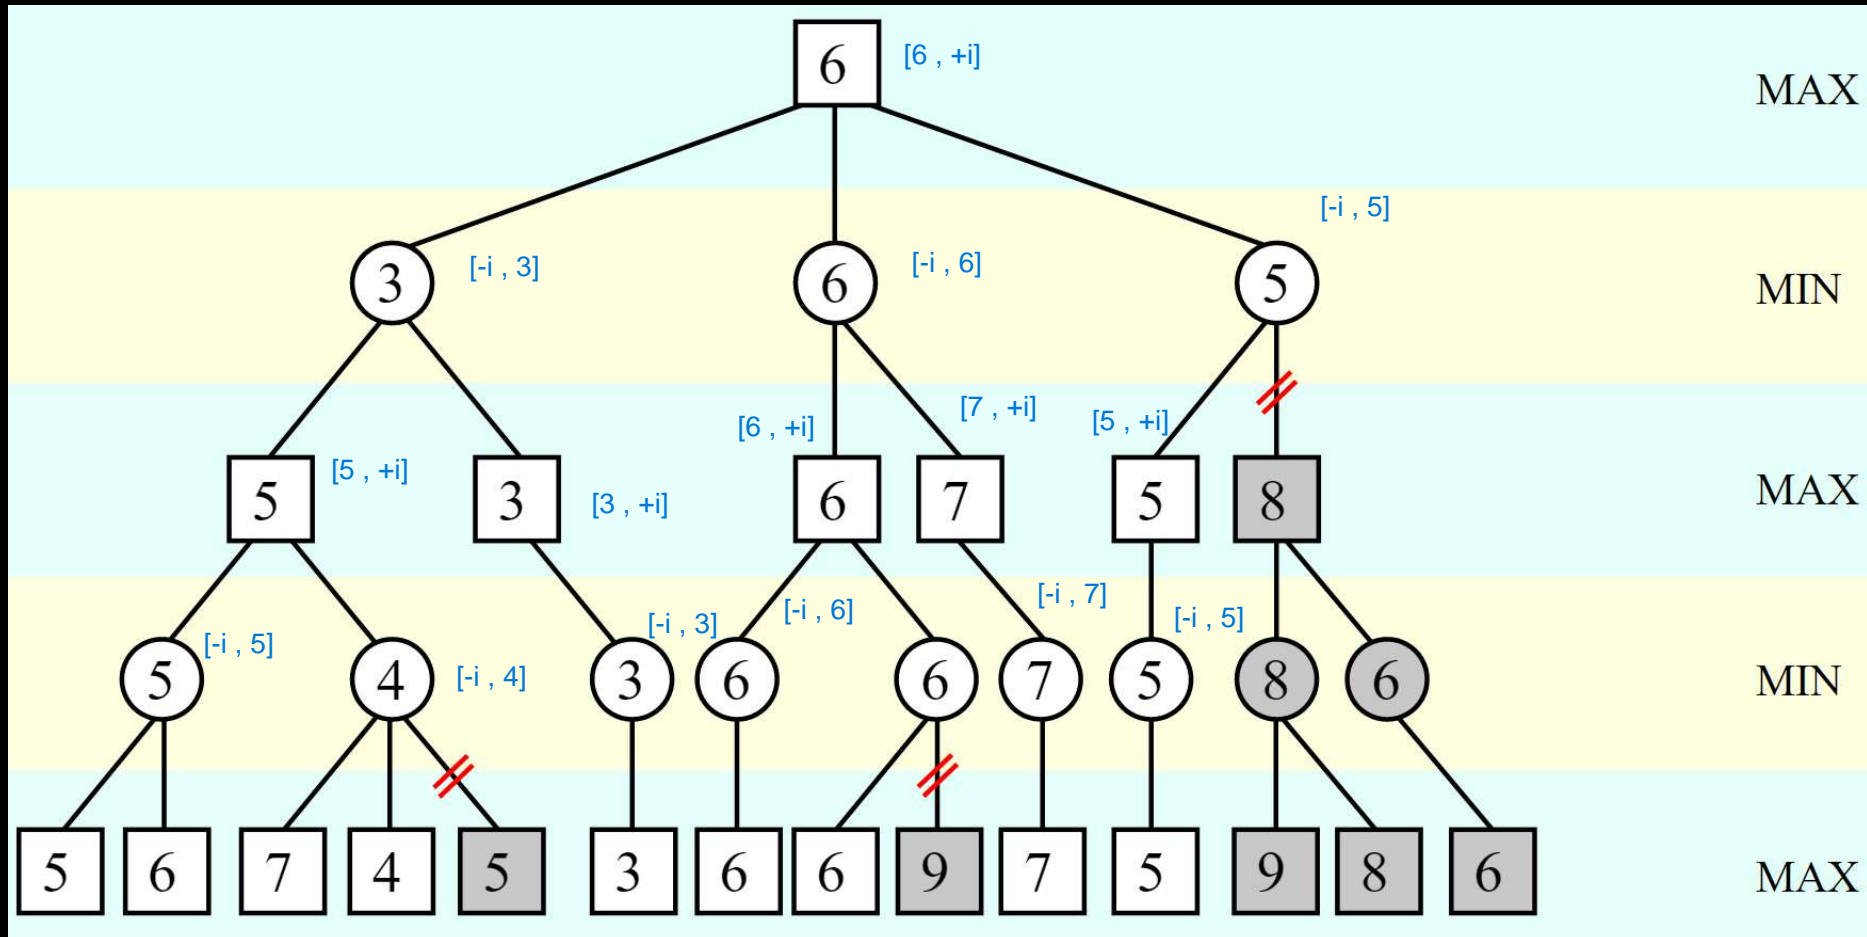 6 [6 , +i]
MAX
[-i , 5]
3 [-i , 3] 6 [-i , 6] 5
MIN
[6 , +i] [7 , +i] [5 , +i]
5 [5 , +i] 3 [3 , +i] 6 7 5 8
MAX
[-i , 5] [-i , 4] [-i , 3] [-i , 6] [-i , 7] [-i , 5]
5 4 3 6 6 7 5 8 6
MIN
5 6 7 4 5 3 6 6 9 7 5 9 8 6
MAX